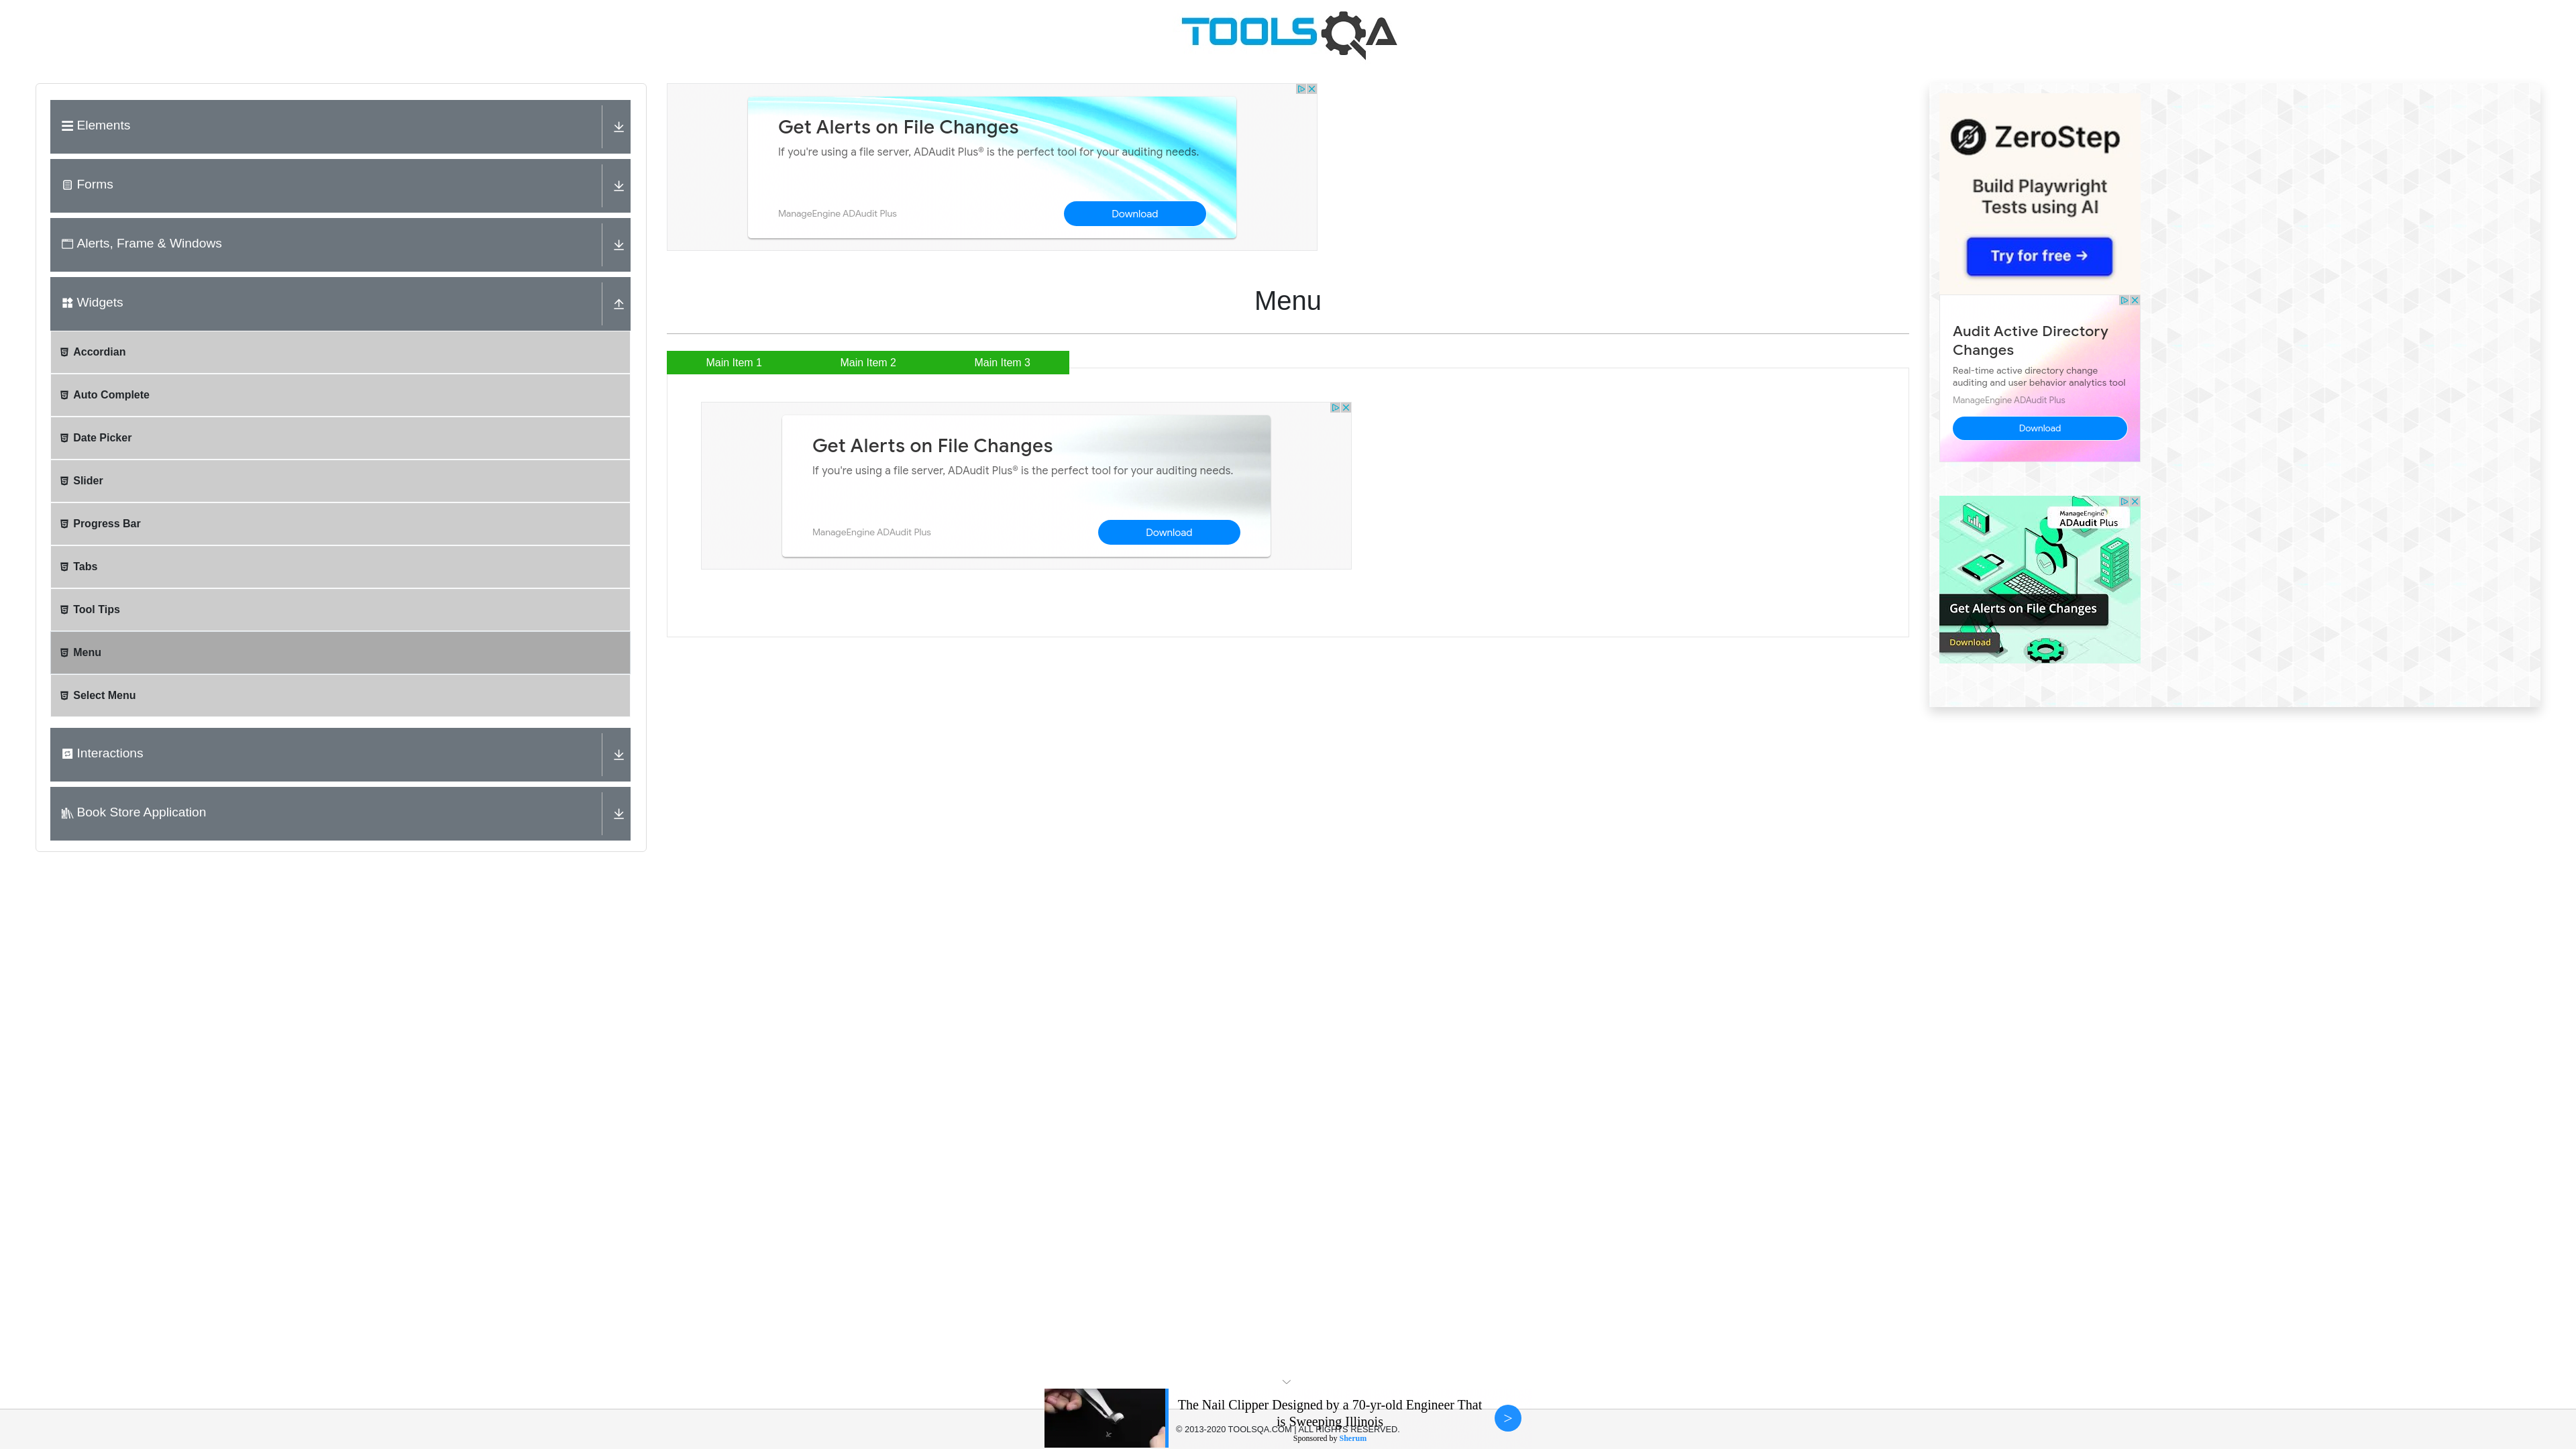 TOOLSQA
Elements
Forms
Alerts, Frame & Windows
Widgets
Accordian
Auto Complete
Date Picker
Slider
Progress Bar
Tabs
Tool Tips
Menu
Select Menu
Interactions
Book Store Application
Get Alerts on File Changes
If you're using a file server, ADAudit Plus® is the perfect tool for your auditing needs.
ManageEngine ADAudit Plus
Download
Menu
Main Item 1
Main Item 2
Main Item 3
Get Alerts on File Changes
If you're using a file server, ADAudit Plus® is the perfect tool for your auditing needs.
ManageEngine ADAudit Plus
Download
ZeroStep
Build Playwright
Tests using AI
Try for free →
Audit Active Directory
Changes
Real-time active directory change
auditing and user behavior analytics tool
ManageEngine ADAudit Plus
Download
ManageEngine
ADAudit Plus
Get Alerts on File Changes
Download
The Nail Clipper Designed by a 70-yr-old Engineer That
is Sweeping Illinois
© 2013-2020 TOOLSQA.COM | ALL RIGHTS RESERVED.
Sponsored by Sherum